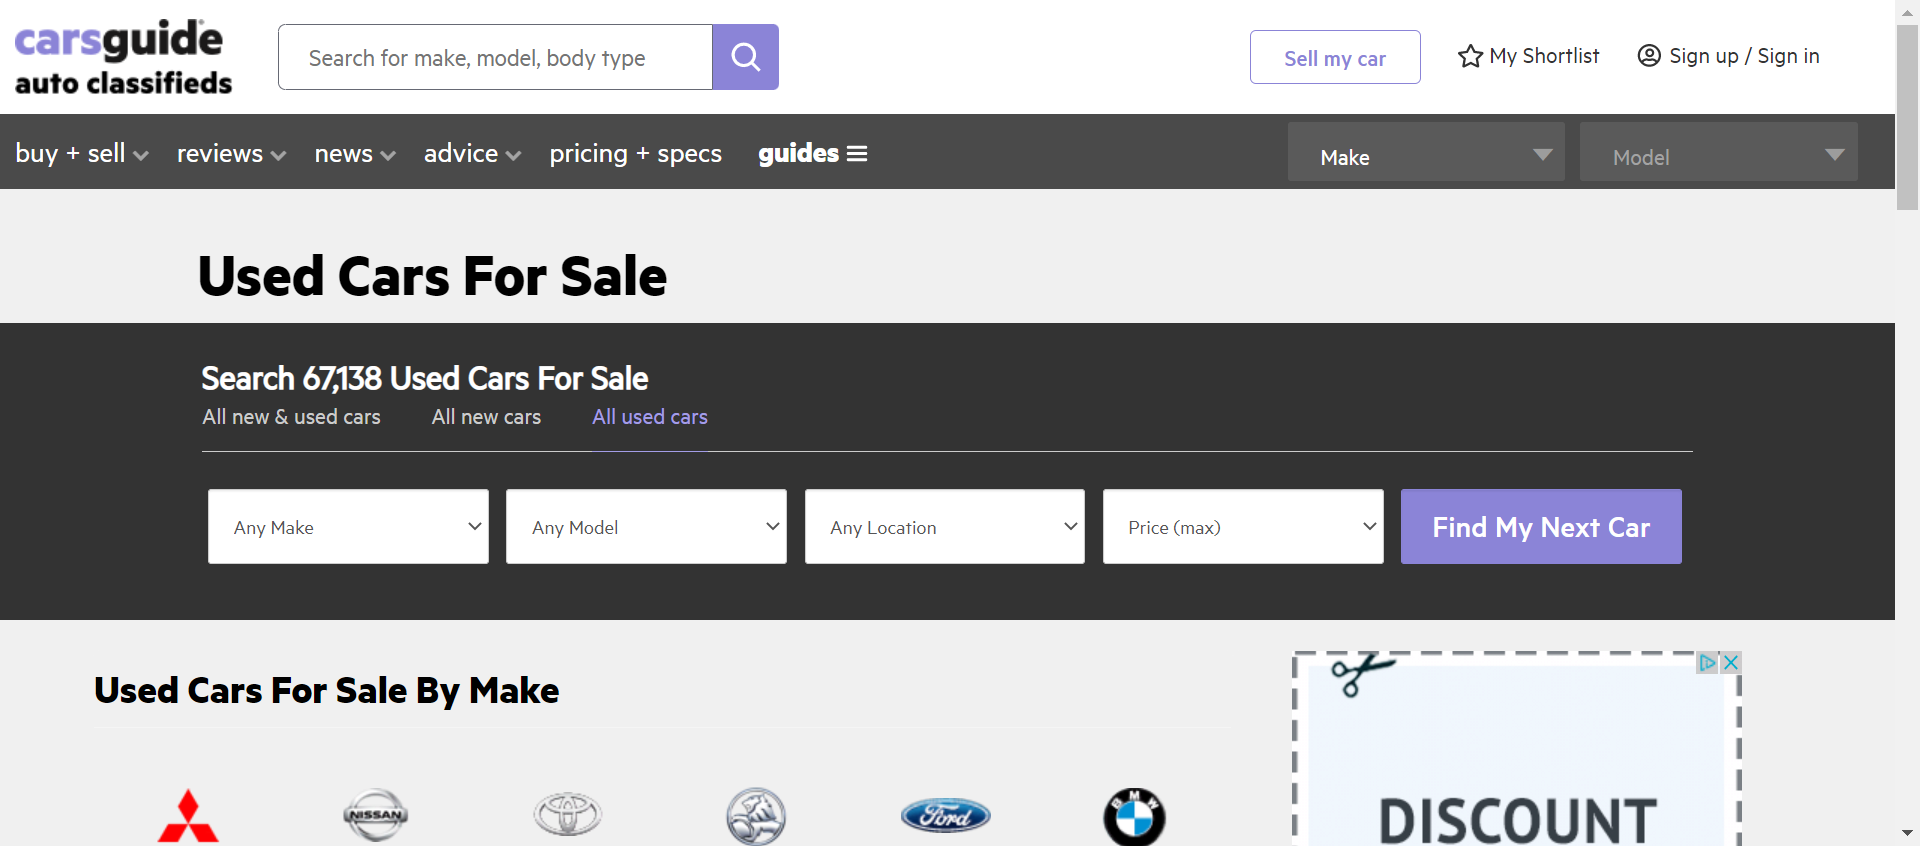 carsguide
auto classifieds
Search for make, model, body type
Sell my car
My Shortlist
Sign up / Sign in
buy + sell
reviews
news
advice
pricing + specs
guides
Make
Model
Used Cars For Sale
Search 67,138 Used Cars For Sale
All new & used cars
All new cars
All used cars
Any Make
Any Model
Any Location
Price (max)
Find My Next Car
Used Cars For Sale By Make
NISSAN
Ford
BMW
DISCOUNT